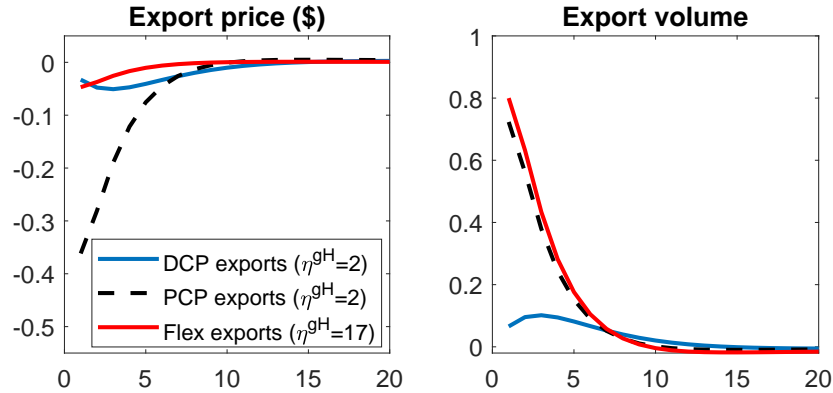 Export price ($)
0
-0.1
-0.2
-0.3
-0.4
-0.5
DCP exports (η^gH=2)
PCP exports (η^gH=2)
Flex exports (η^gH=17)
0 5 10 15 20
Export volume
1
0.8
0.6
0.4
0.2
0
0 5 10 15 20